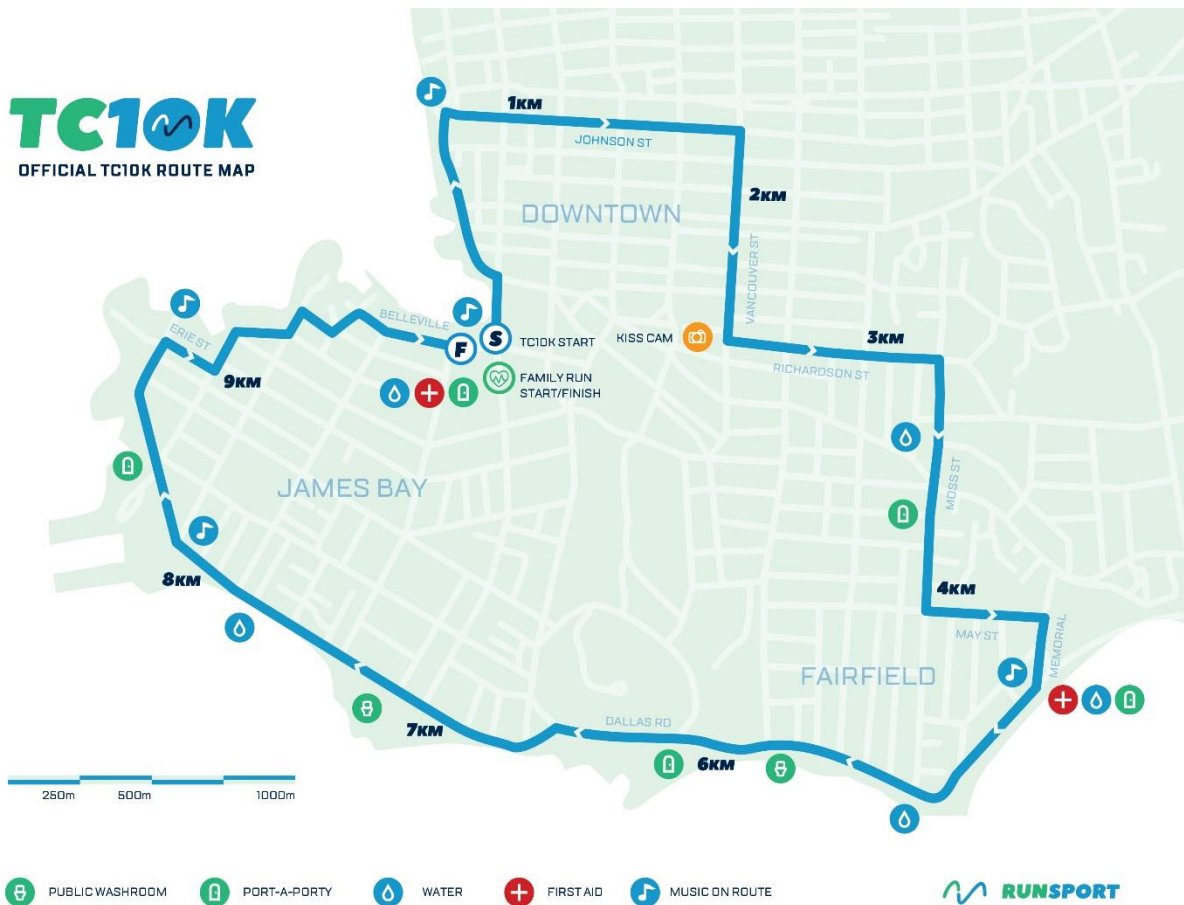 TC10K
OFFICIAL TC10K ROUTE MAP
1KM
JOHNSON ST
DOWNTOWN
2KM
VANCOUVER ST
BELLEVILLE
ERIE ST
F
S
TC10K START
KISS CAM
3KM
RICHAROSON ST
9KM
FAMILY RUN
START/FINISH
JAMES BAY
MOSS ST
8KM
4KM
MAY ST
MEMORIAL
FAIRFIELD
DALLAS RD
7KM
6KM
250m
500m
1000m
PUBLIC WASHROOM
PORT-A-PORTY
WATER
FIRST AID
MUSIC ON ROUTE
RUNSPORT